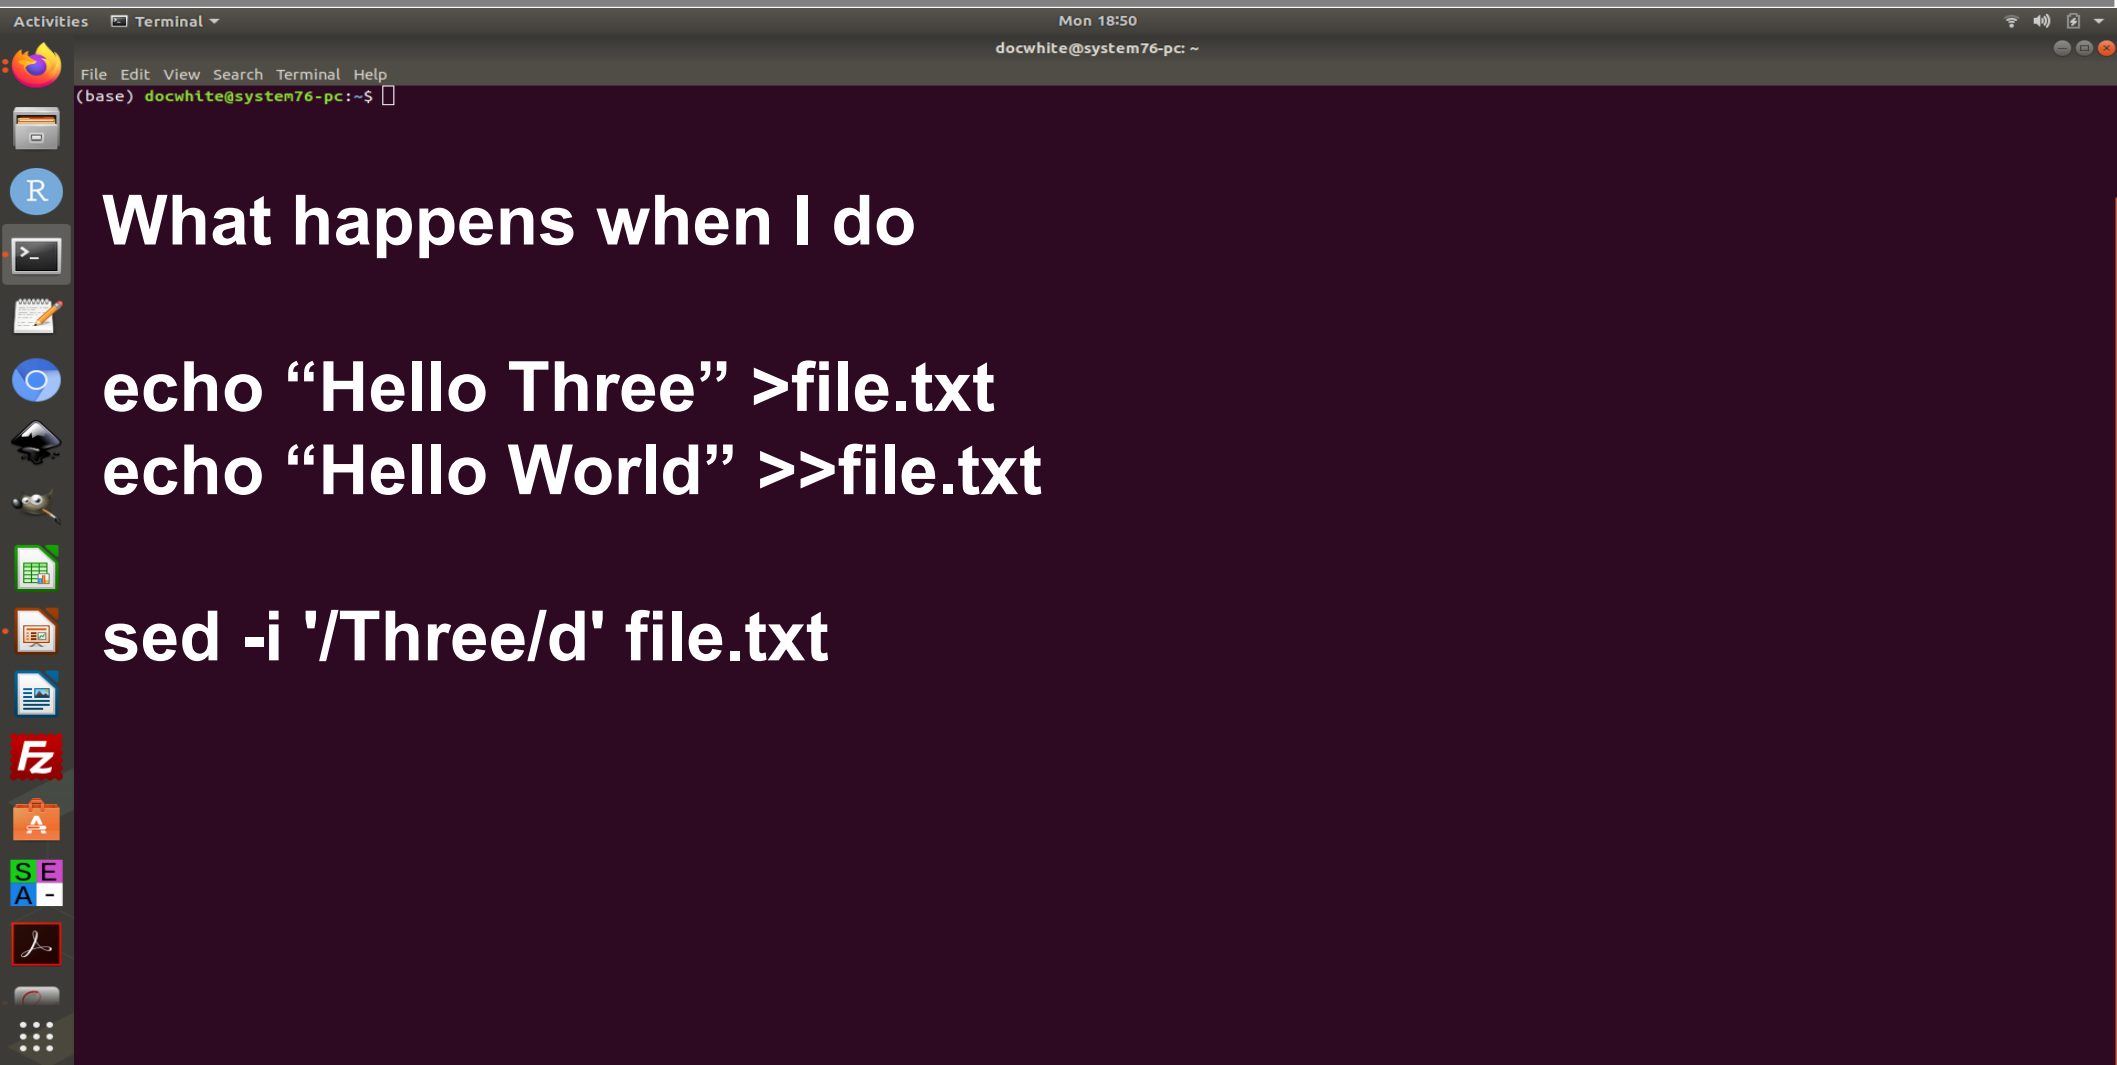 Activities Terminal Mon 18:50
docwhite@system76-pc: ~
File Edit View Search Terminal Help
(base) docwhite@system76-pc:~$
What happens when I do
echo “Hello Three” >file.txt
echo “Hello World” >>file.txt
sed -i '/Three/d' file.txt
R
>_
Fz
A
S E
A -